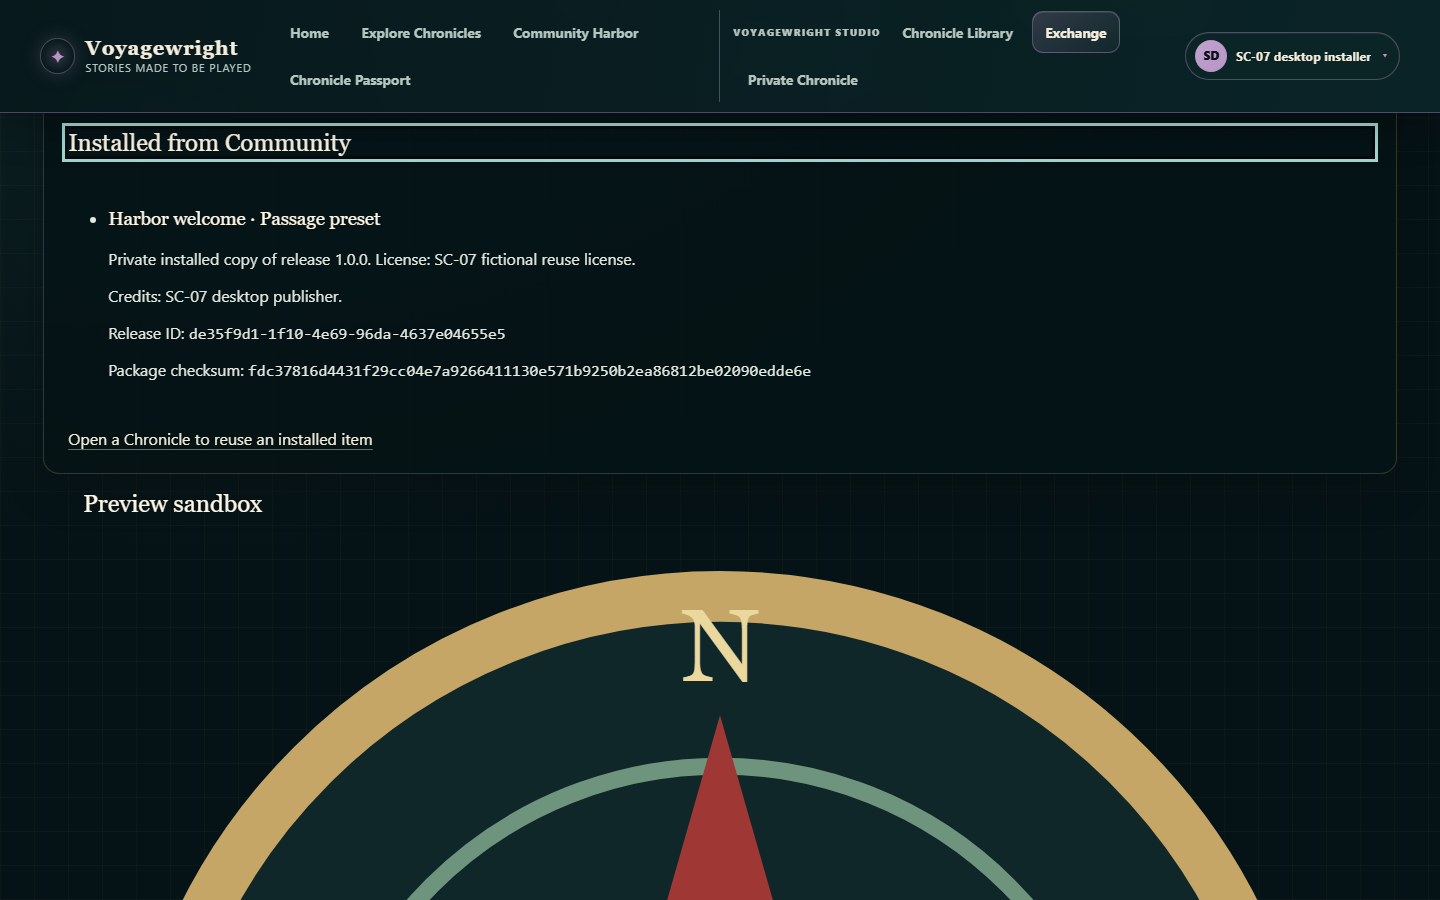 Voyagewright
STORIES MADE TO BE PLAYED
Home
Explore Chronicles
Community Harbor
Chronicle Passport
VOYAGEWRIGHT STUDIO
Chronicle Library
Exchange
Private Chronicle
SD
SC-07 desktop installer
Installed from Community
Harbor welcome · Passage preset
Private installed copy of release 1.0.0. License: SC-07 fictional reuse license.
Credits: SC-07 desktop publisher.
Release ID: de35f9d1-1f10-4e69-96da-4637e04655e5
Package checksum: fdc37816d4431f29cc04e7a9266411130e571b9250b2ea86812be02090edde6e
Open a Chronicle to reuse an installed item
Preview sandbox
N